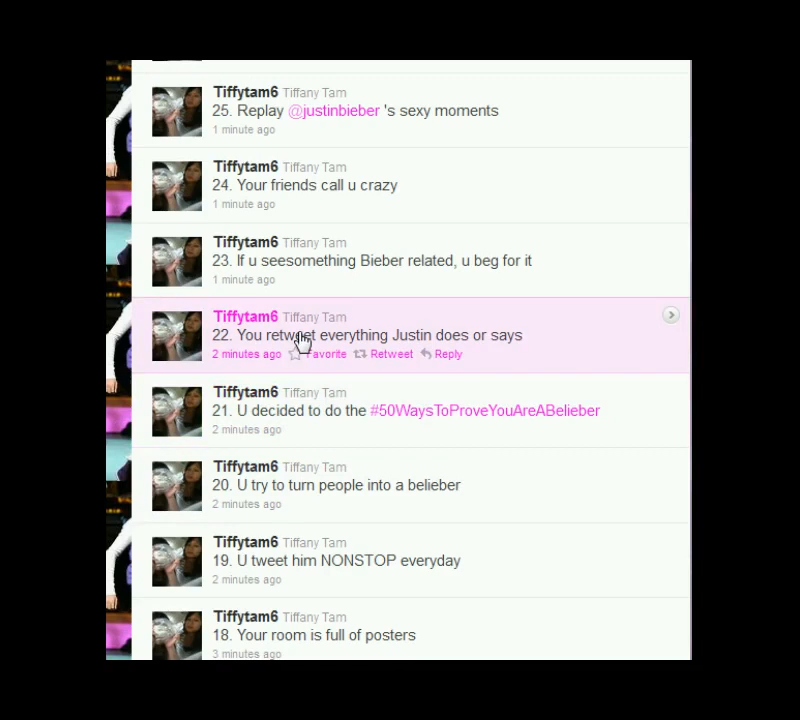 Tiffytam6 Tiffany Tam
25. Replay @justinbieber 's sexy moments
1 minute ago
Tiffytam6 Tiffany Tam
24. Your friends call u crazy
1 minute ago
Tiffytam6 Tiffany Tam
23. If u seesomething Bieber related, u beg for it
1 minute ago
Tiffytam6 Tiffany Tam
22. You retweet everything Justin does or says
2 minutes ago Favorite Retweet Reply
Tiffytam6 Tiffany Tam
21. U decided to do the #50WaysToProveYouAreABelieber
2 minutes ago
Tiffytam6 Tiffany Tam
20. U try to turn people into a belieber
2 minutes ago
Tiffytam6 Tiffany Tam
19. U tweet him NONSTOP everyday
2 minutes ago
Tiffytam6 Tiffany Tam
18. Your room is full of posters
3 minutes ago